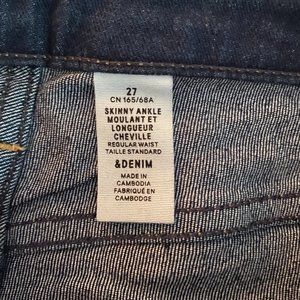 27
CN 165/68A
SKINNY ANKLE
MOULANT ET
LONGUEUR
CHEVILLE
REGULAR WAIST
TAILLE STANDARD
&DENIM
MADE IN
CAMBODIA
FABRIQUÉ EN
CAMBODGE